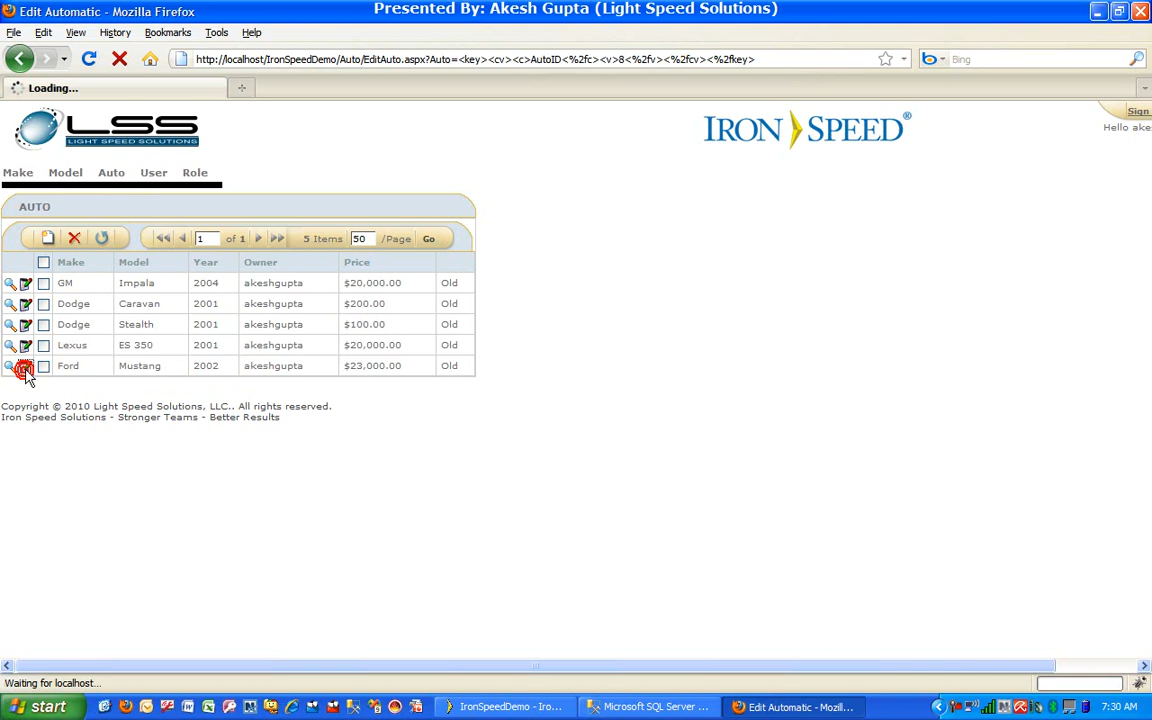 Edit Automatic - Mozilla Firefox
Presented By: Akesh Gupta (Light Speed Solutions)
File Edit View History Bookmarks Tools Help
http://localhost/IronSpeedDemo/Auto/EditAuto.aspx?Auto=<key><cv><c>AutoID<%2fc><v>8<%2fv><%2fcv><%2fkey>
Bing
Loading...
LSS
LIGHT SPEED SOLUTIONS
IRON SPEED®
Sign
Hello ake
Make Model Auto User Role
AUTO
1 of 1 5 Items 50 /Page Go
Make Model Year Owner Price
GM Impala 2004 akeshgupta $20,000.00 Old
Dodge Caravan 2001 akeshgupta $200.00 Old
Dodge Stealth 2001 akeshgupta $100.00 Old
Lexus ES 350 2001 akeshgupta $20,000.00 Old
Ford Mustang 2002 akeshgupta $23,000.00 Old
Copyright © 2010 Light Speed Solutions, LLC.. All rights reserved.
Iron Speed Solutions - Stronger Teams - Better Results
Waiting for localhost...
start IronSpeedDemo - Iro... Microsoft SQL Server ... Edit Automatic - Mozil... 7:30 AM